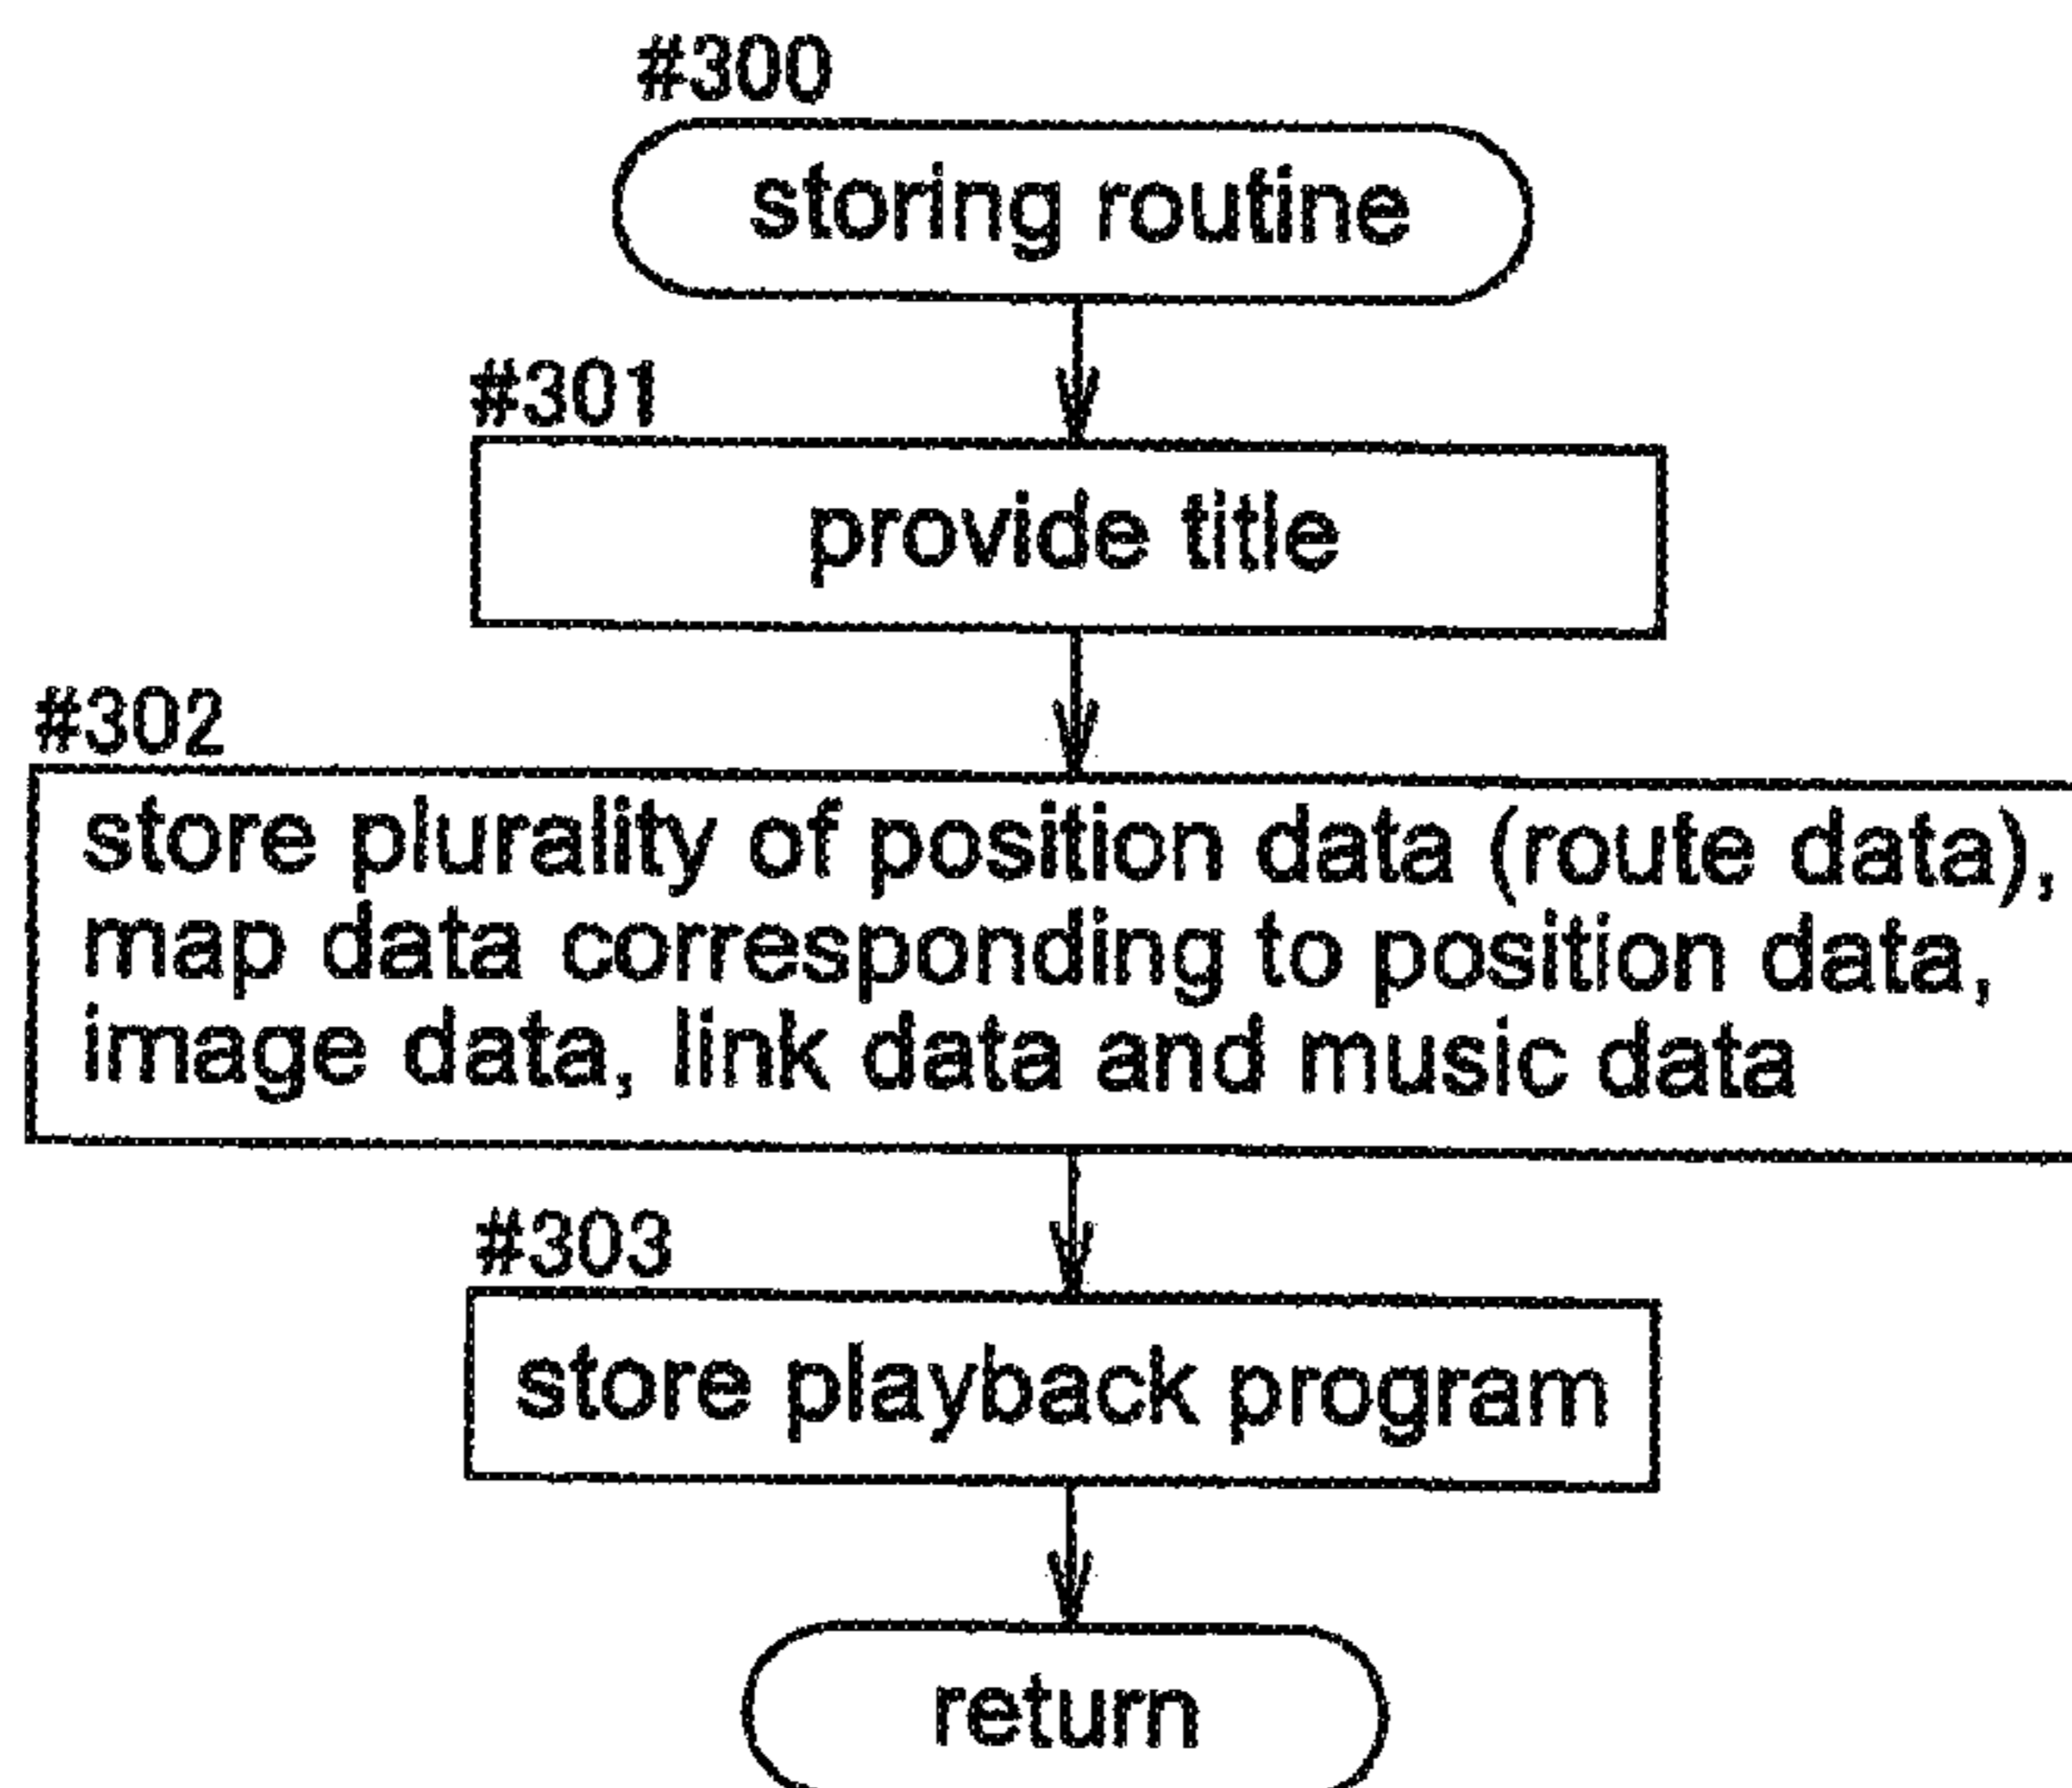 #300
storing routine
#301
provide title
#302
store plurality of position data (route data),
map data corresponding to position data,
image data, link data and music data
#303
store playback program
return